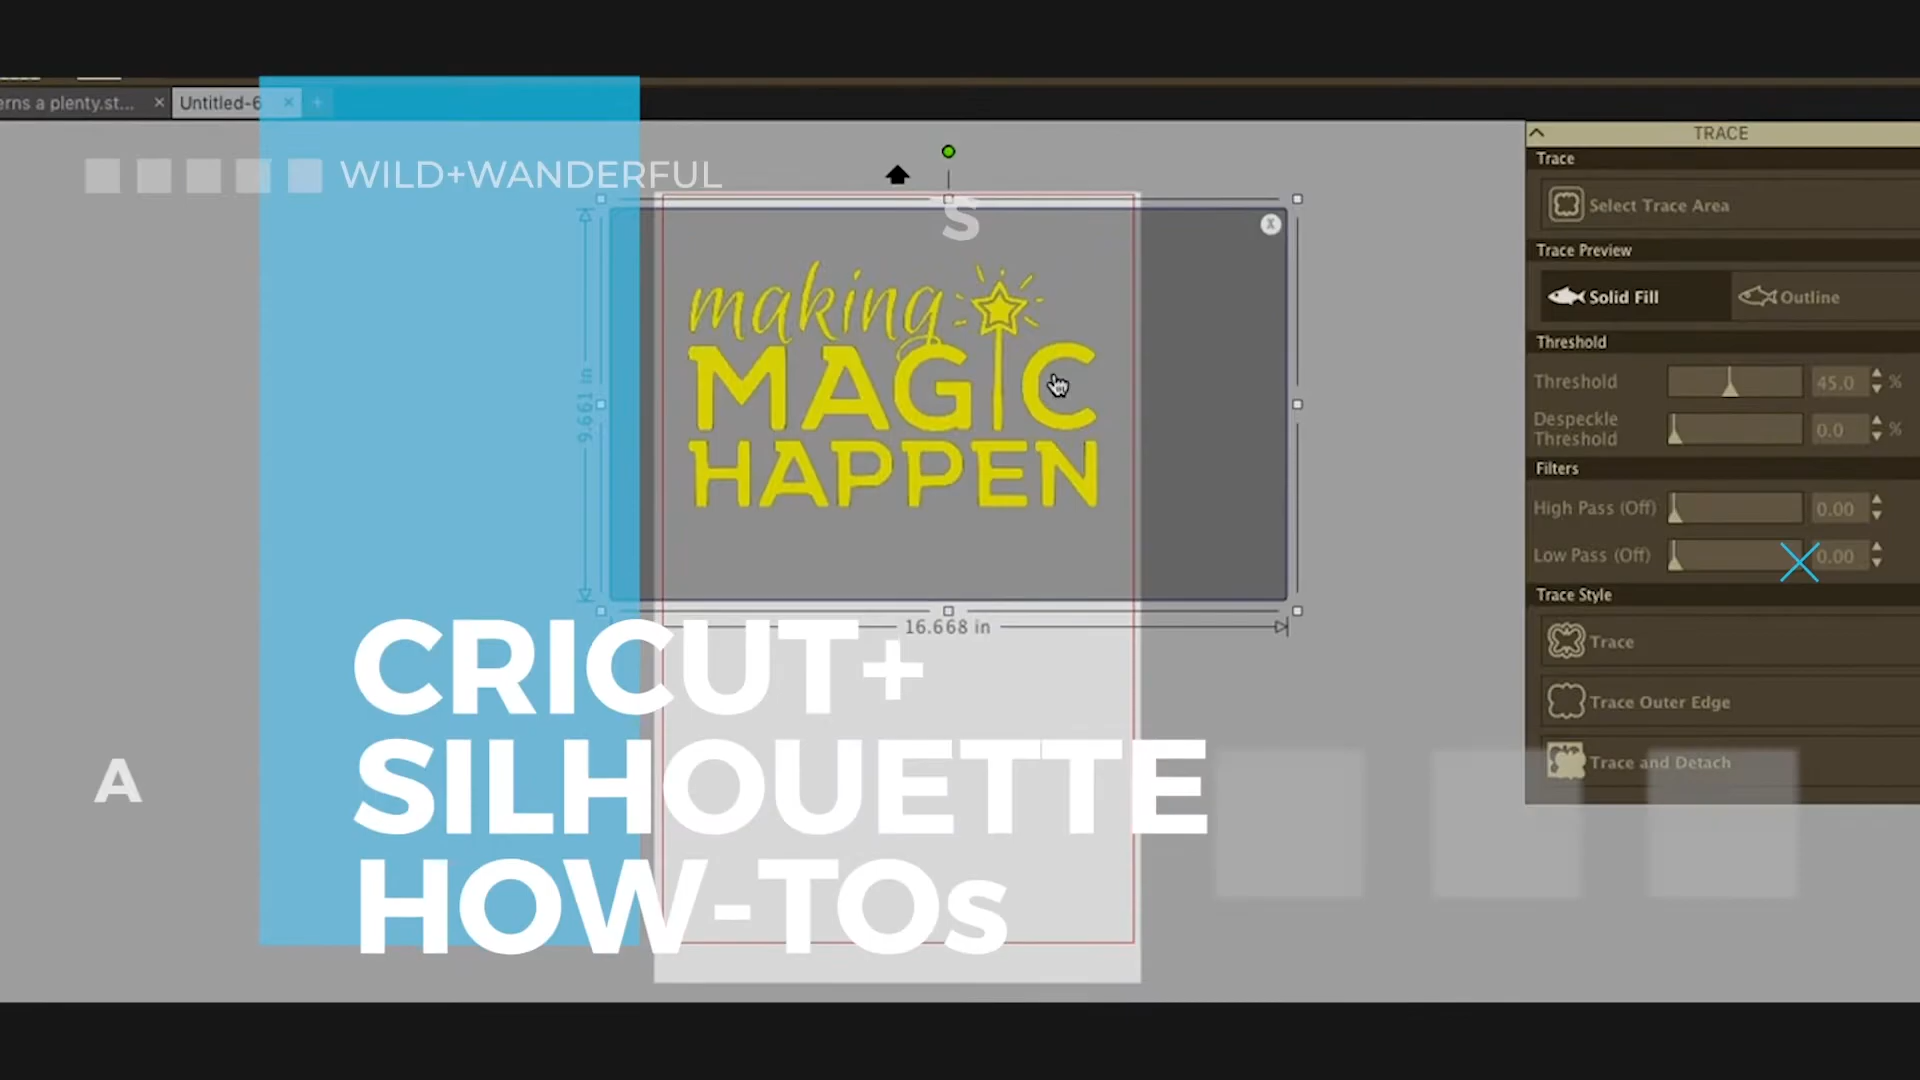 erns a plenty.st... ×
Untitled-6 × +
WILD+WANDERFUL
S
X
making
MAGIC
HAPPEN
9.661 in
16.668 in
CRICUT+
SILHOUETTE
HOW-TOs
A
TRACE
Trace
Select Trace Area
Trace Preview
Solid Fill
Outline
Threshold
Threshold 45.0 %
Despeckle
Threshold 0.0 %
Filters
High Pass (Off) 0.00
Low Pass (Off) 0.00
Trace Style
Trace
Trace Outer Edge
Trace and Detach